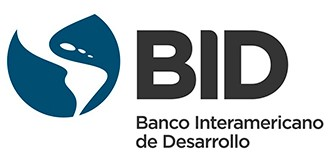 BID
Banco Interamericano
de Desarrollo